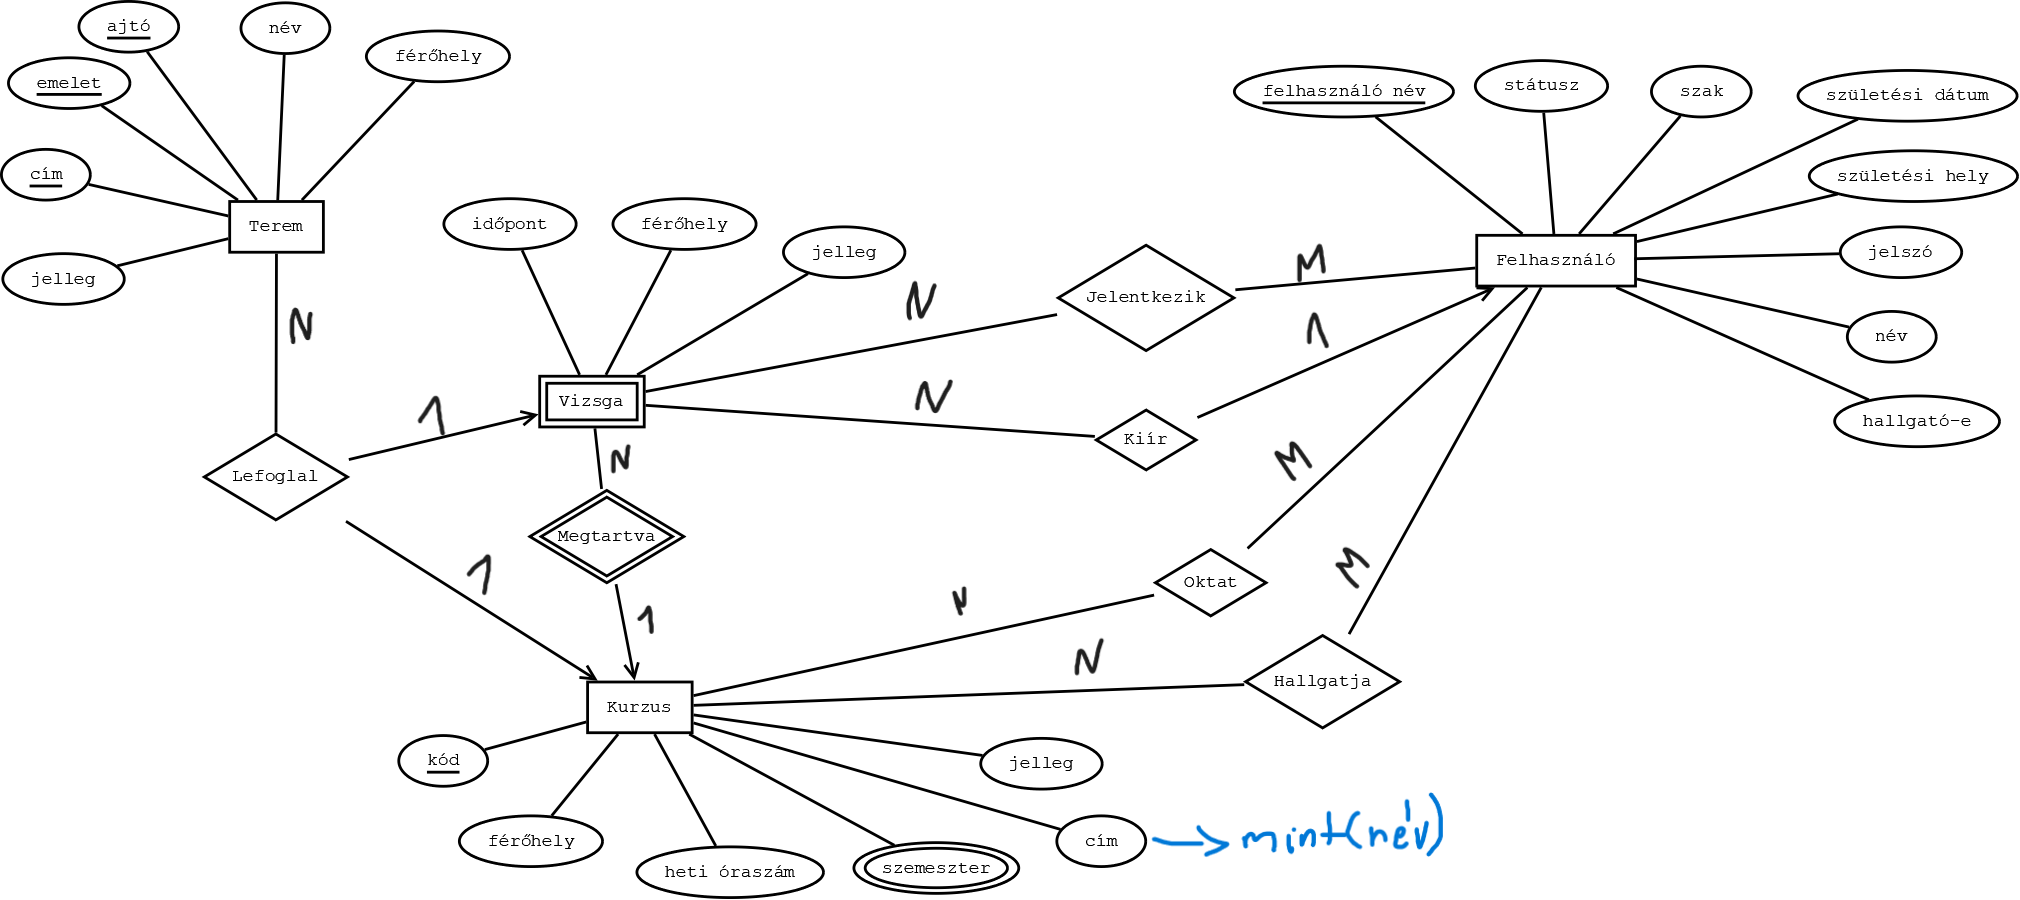 ajtó
név
férőhely
emelet
cím
jelleg
Terem
N
Lefoglal
1
1
időpont
férőhely
jelleg
Vizsga
N
Megtartva
1
N
Jelentkezik
M
N
Kiír
1
felhasználó név
státusz
szak
születési dátum
születési hely
jelszó
név
hallgató-e
Felhasználó
M
Oktat
N
M
Hallgatja
N
Kurzus
kód
férőhely
heti óraszám
szemeszter
cím
jelleg
mint(név)